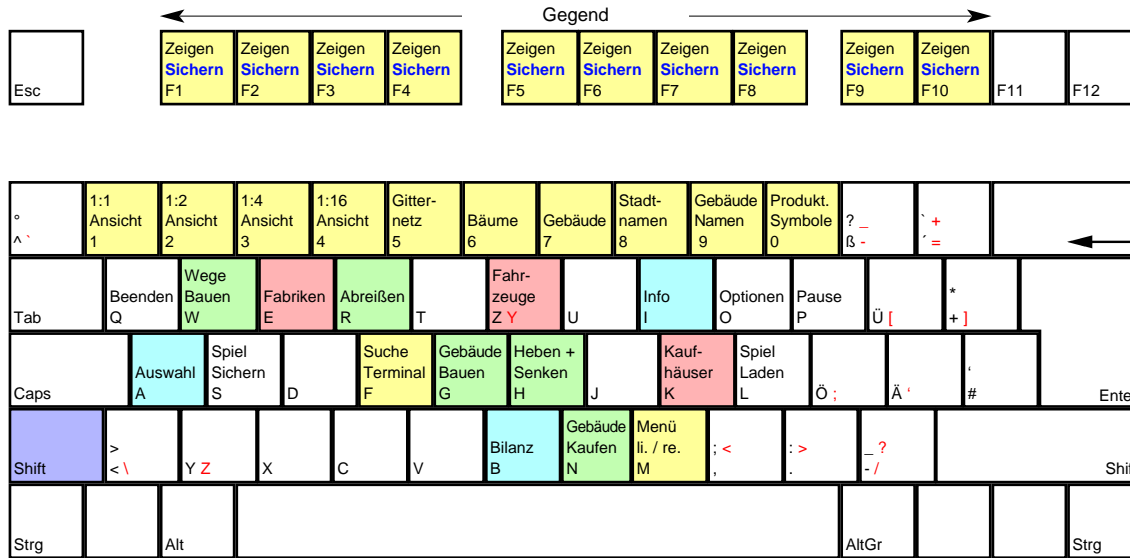 Gegend
Zeigen Zeigen Zeigen Zeigen Zeigen Zeigen Zeigen Zeigen Zeigen Zeigen
Sichern Sichern Sichern Sichern Sichern Sichern Sichern Sichern Sichern Sichern
Esc F1 F2 F3 F4 F5 F6 F7 F8 F9 F10 F11 F12
1:1 1:2 1:4 1:16 Gitter- Stadt- Gebäude Produkt.
° Ansicht Ansicht Ansicht Ansicht netz Bäume Gebäude namen Namen Symbole ? _ ` +
^ ` 1 2 3 4 5 6 7 8 9 0 ß - ´ =
Wege Fahr- *
Beenden Bauen Fabriken Abreißen zeuge Info Optionen Pause
Tab Q W E R T Z Y U I O P Ü [ + ]
Spiel Suche Gebäude Heben + Kauf- Spiel ‘
Auswahl Sichern Terminal Bauen Senken häuser Laden
Caps A S D F G H J K L Ö ; Ä ‘ # Ente
> Gebäude Menü
Bilanz Kaufen li. / re. ; < : > _ ?
Shift < \ Y Z X C V B N M , . - / Shif
Strg Alt AltGr Strg